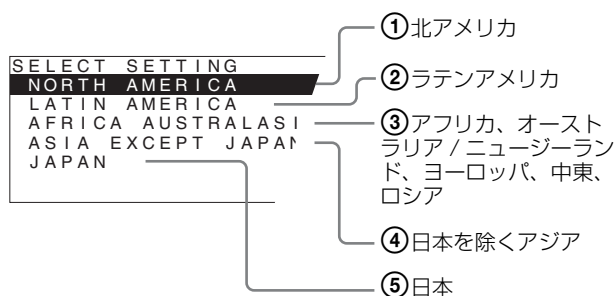 SELECT SETTING
NORTH AMERICA
LATIN AMERICA
AFRICA AUSTRALASI
ASIA EXCEPT JAPAN
JAPAN
①北アメリカ
②ラテンアメリカ
③アフリカ、オースト
ラリア / ニュージーラン
ド、ヨーロッパ、中東、
ロシア
④日本を除くアジア
⑤日本